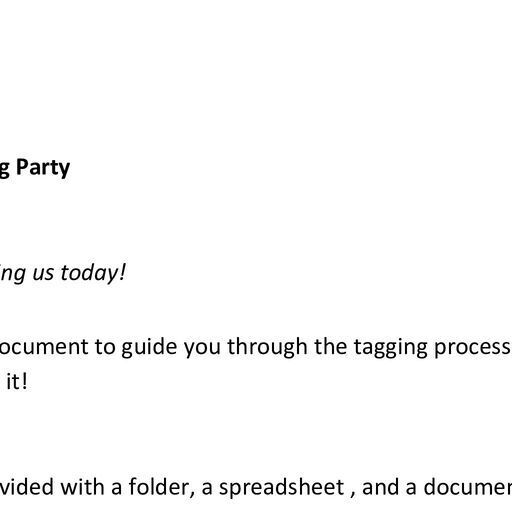 g Party
ing us today!
ocument to guide you through the tagging process
it!
vided with a folder, a spreadsheet , and a documen